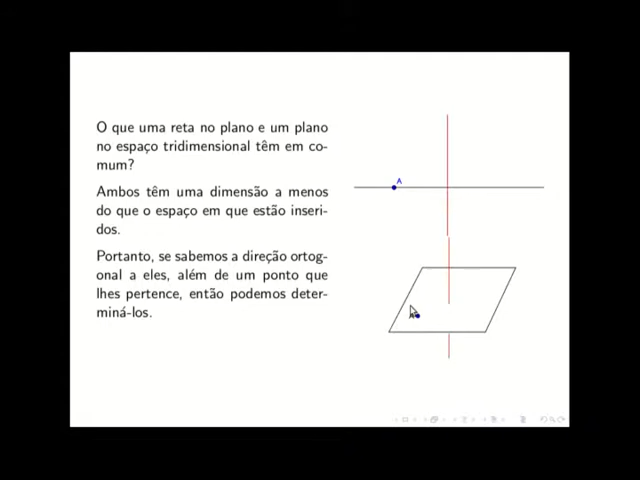 O que uma reta no plano e um plano
no espaço tridimensional têm em co-
mum?
Ambos têm uma dimensão a menos
do que o espaço em que estão inseri-
dos.
Portanto, se sabemos a direção ortog-
onal a eles, além de um ponto que
lhes pertence, então podemos deter-
miná-los.
A